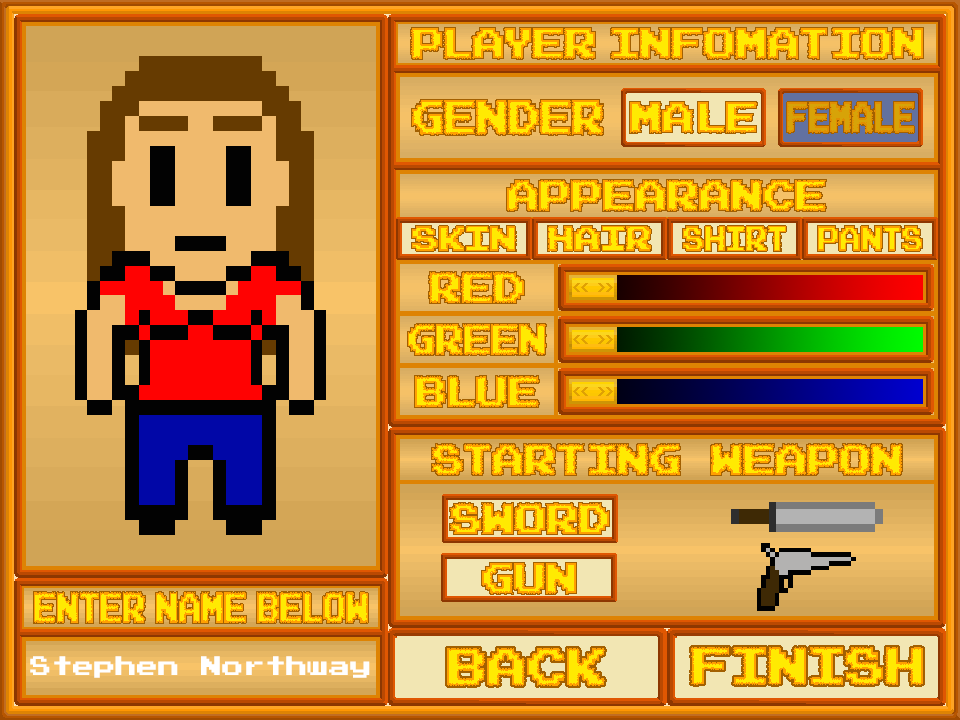 PLAYER INFOMATION
GENDER MALE FEMALE
APPEARANCE
SKIN HAIR SHIRT PANTS
RED << >>
GREEN << >>
BLUE << >>
STARTING WEAPON
SWORD
GUN
ENTER NAME BELOW
Stephen Northway
BACK FINISH